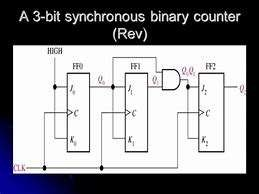 A 3-bit synchronous binary counter
(Rev)
HIGH
FF0 FF1 FF2
Q₀Q₁
J₀ Q₀ J₁ Q₁ J₂ Q₂
C C C
K₀ K₁ K₂
CLK